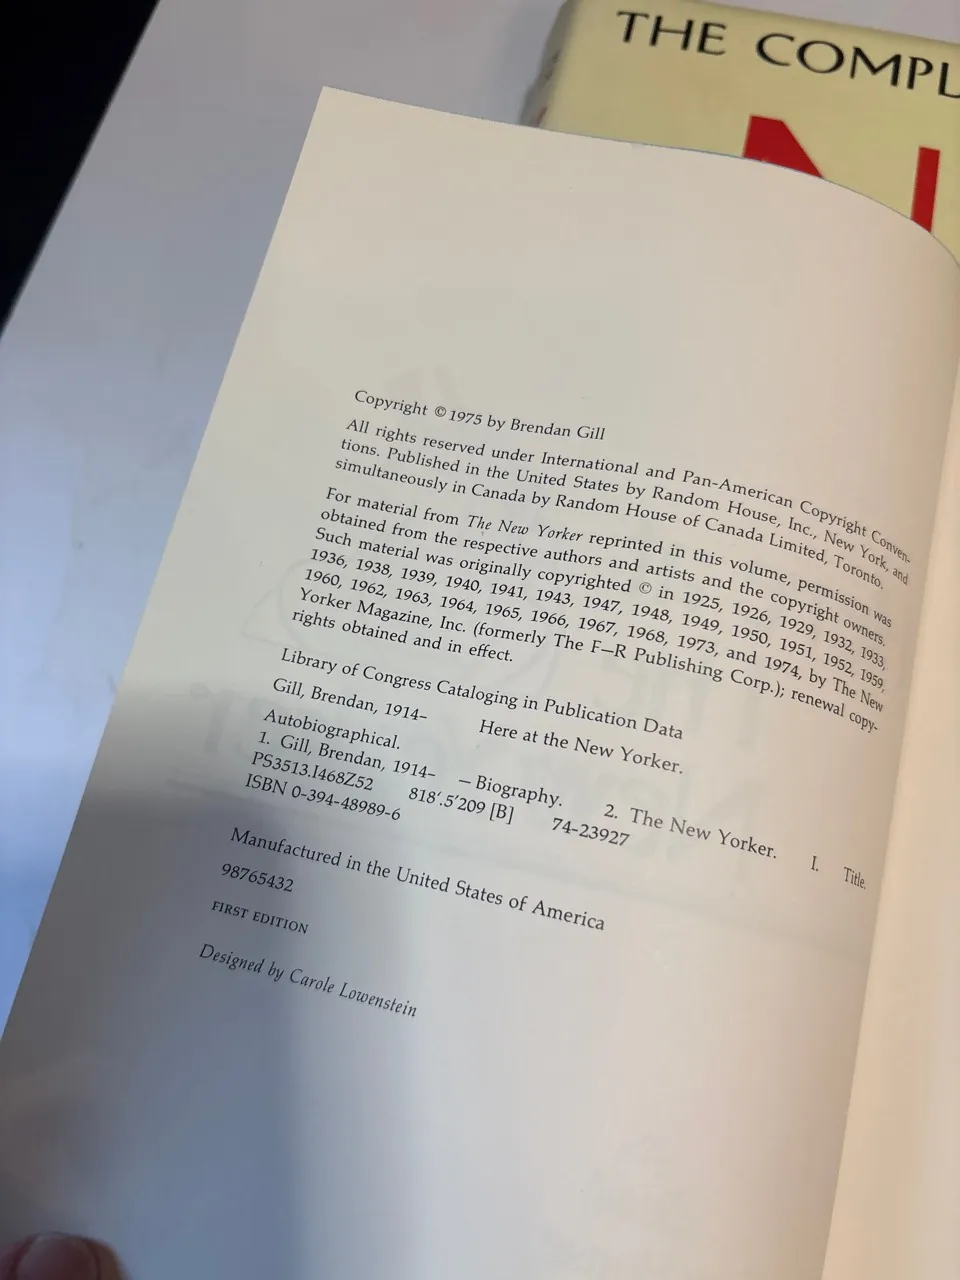 THE COMPL
N
Copyright © 1975 by Brendan Gill
All rights reserved under International and Pan-American Copyright Conven-
tions. Published in the United States by Random House, Inc., New York, and
simultaneously in Canada by Random House of Canada Limited, Toronto.
For material from The New Yorker reprinted in this volume, permission was
obtained from the respective authors and artists and the copyright owners.
Such material was originally copyrighted © in 1925, 1926, 1929, 1932, 1933,
1936, 1938, 1939, 1940, 1941, 1943, 1947, 1948, 1949, 1950, 1951, 1952, 1959,
1960, 1962, 1963, 1964, 1965, 1966, 1967, 1968, 1973, and 1974, by The New
Yorker Magazine, Inc. (formerly The F—R Publishing Corp.); renewal copy-
rights obtained and in effect.
Library of Congress Cataloging in Publication Data
Gill, Brendan, 1914–
Here at the New Yorker.
Autobiographical.
1. Gill, Brendan, 1914– — Biography. 2. The New Yorker. I. Title.
PS3513.I468Z52 818′.5′209 [B] 74-23927
ISBN 0-394-48989-6
Manufactured in the United States of America
98765432
FIRST EDITION
Designed by Carole Lowenstein